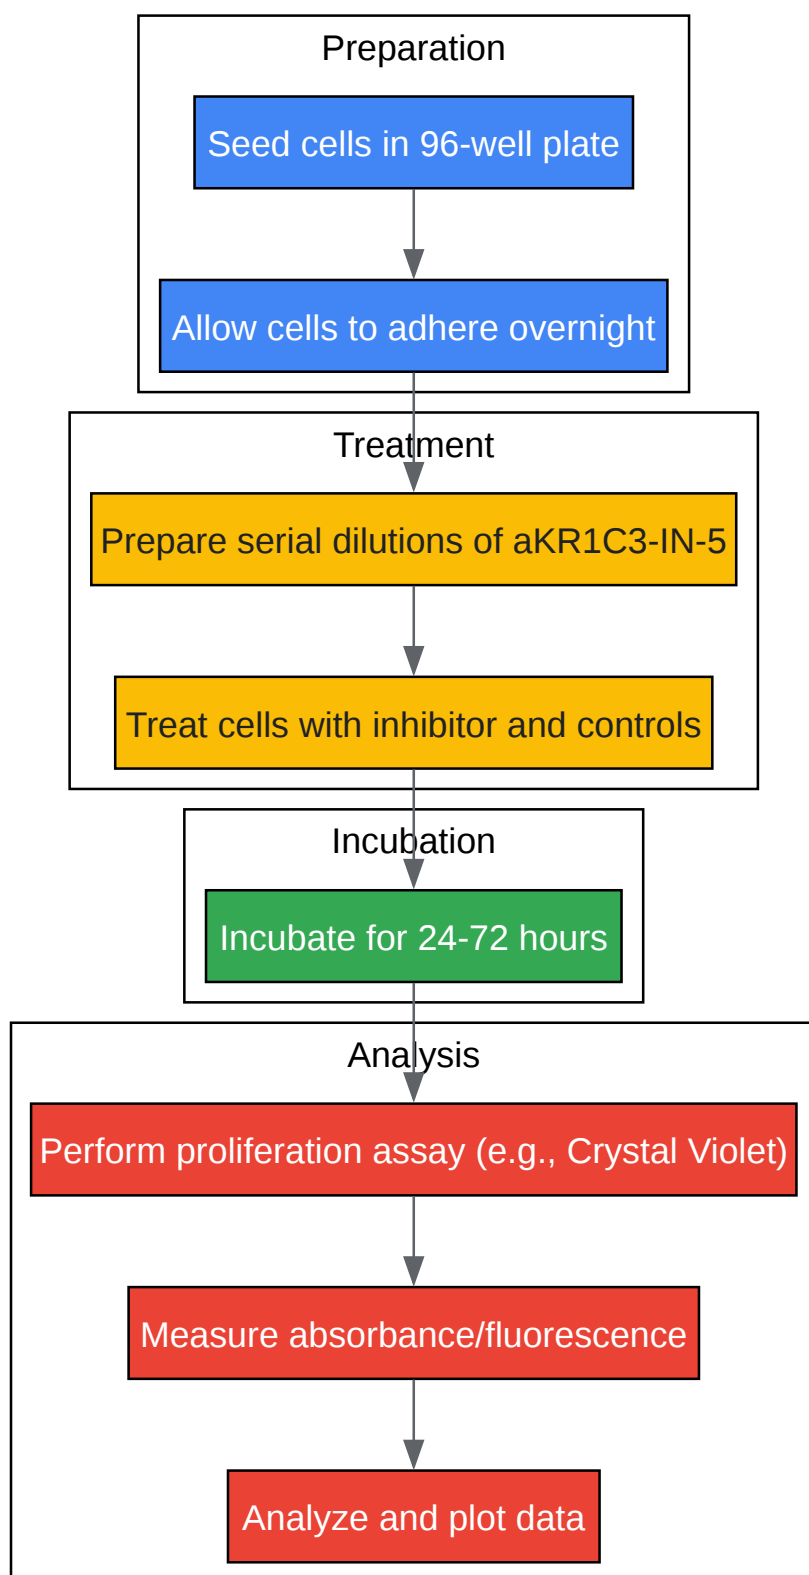 Preparation
Seed cells in 96-well plate
Allow cells to adhere overnight
Treatment
Prepare serial dilutions of aKR1C3-IN-5
Treat cells with inhibitor and controls
Incubation
Incubate for 24-72 hours
Analysis
Perform proliferation assay (e.g., Crystal Violet)
Measure absorbance/fluorescence
Analyze and plot data